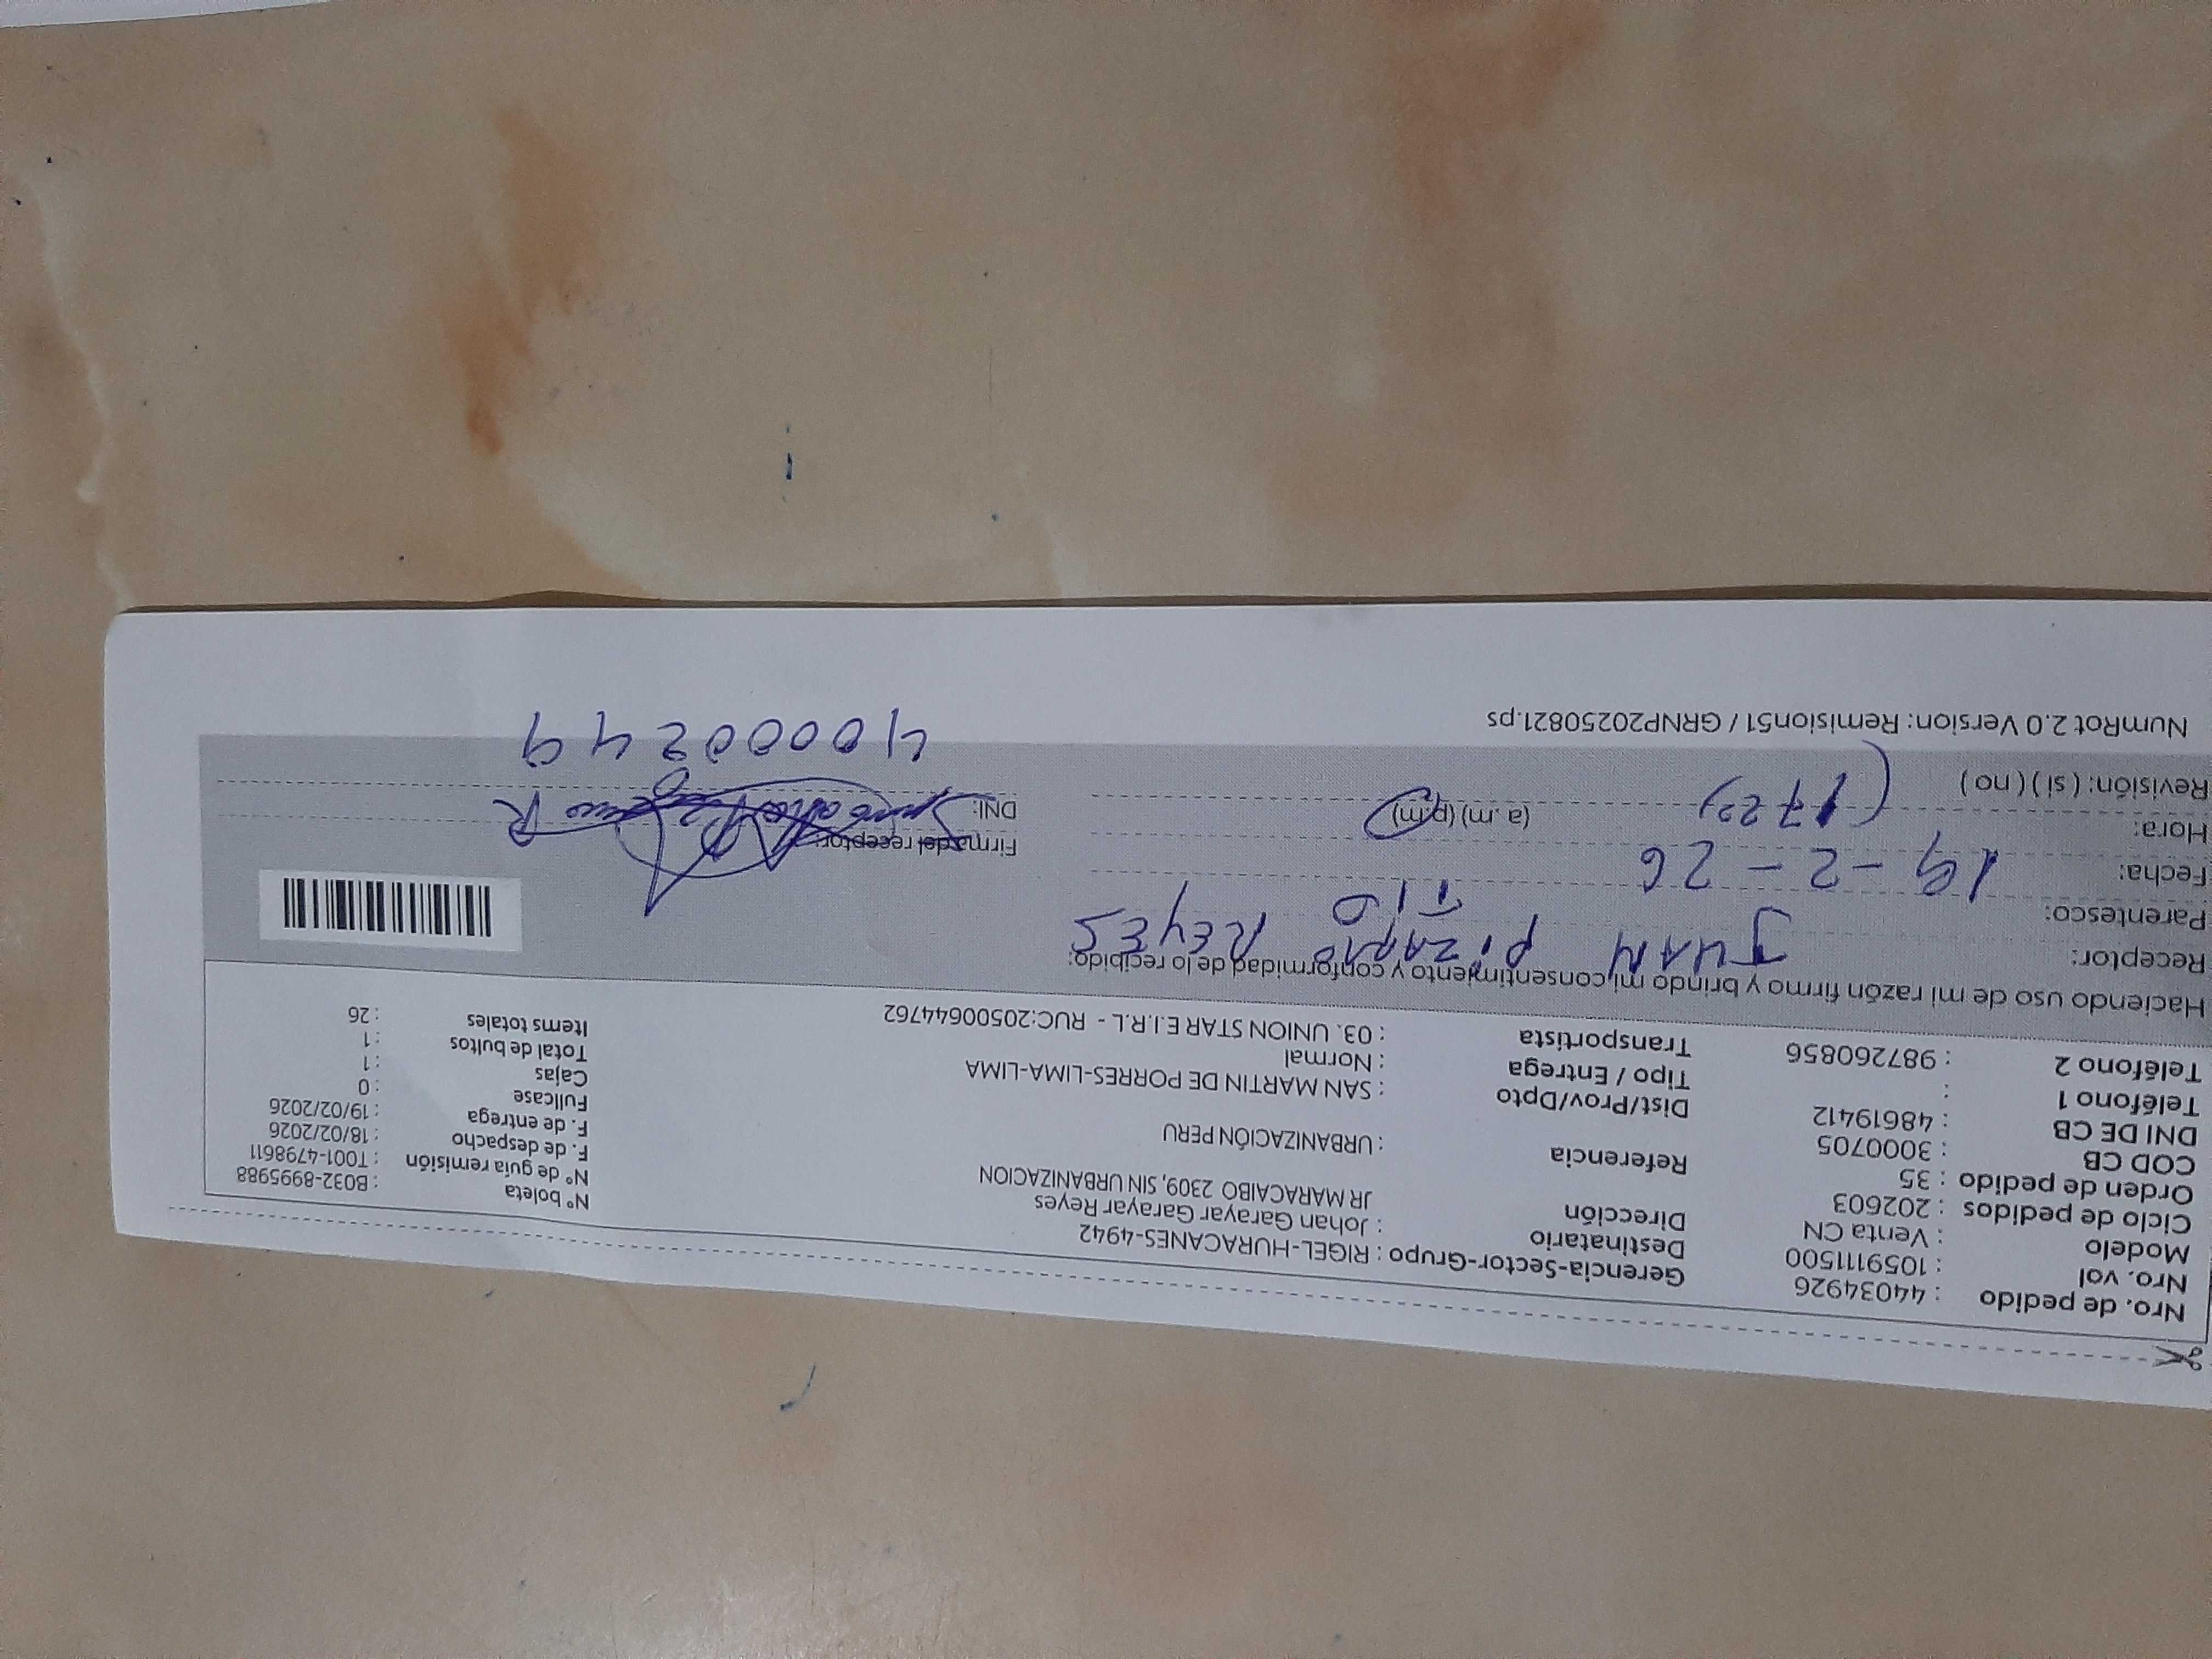 Nro. de pedido : 44034926
Nro. vol : 1059111500
Modelo : Venta CN
Ciclo de pedidos : 202603
Orden de pedido : 35
COD CB : 3000705
DNI DE CB : 48619412
Teléfono 1 :
Teléfono 2 : 987260856
Gerencia-Sector-Grupo : RIGEL-HURACANES-4942
Destinatario : Johan Garayar Garayar Reyes
Dirección JR MARACAIBO 2309, SIN URBANIZACION
Referencia : URBANIZACIÓN PERU
Dist/Prov/Dpto : SAN MARTIN DE PORRES-LIMA-LIMA
Tipo / Entrega : Normal
Transportista : 03. UNION STAR E.I.R.L - RUC:20500644762
Nº boleta : B032-8995988
Nº de guía remisión : T001-4798611
F. de despacho : 18/02/2026
F. de entrega : 19/02/2026
Fullcase : 0
Cajas : 1
Total de bultos : 1
Items totales : 26
Haciendo uso de mi razón firmo y brindo mi consentimiento y conformidad de lo recibido:
Receptor: JUAN PIZARRO REYES
Parentesco: TIO
Fecha: 19-2-26
Hora: (a .m) (p.m)
Revisión: ( si ) ( no )
Firma del receptor:
DNI:
40000249
NumRot 2.0 Version: Remision51 / GRNP20250821.ps